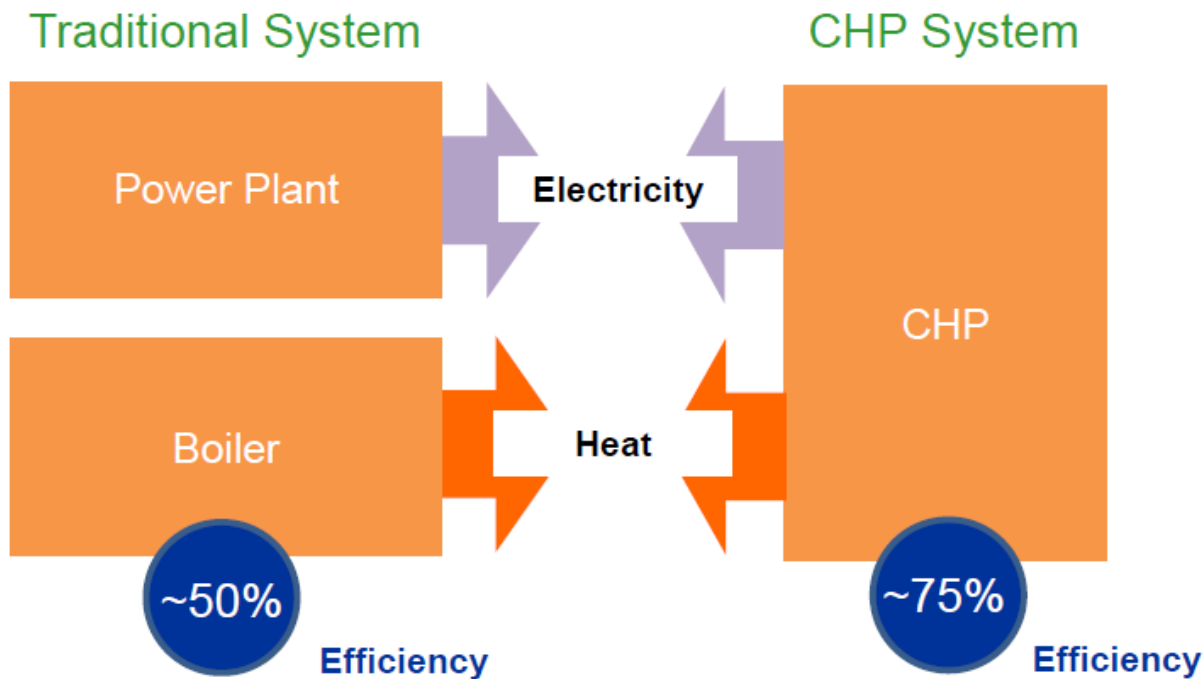 Traditional System
CHP System
Power Plant
Electricity
CHP
Boiler
Heat
~50%
Efficiency
~75%
Efficiency